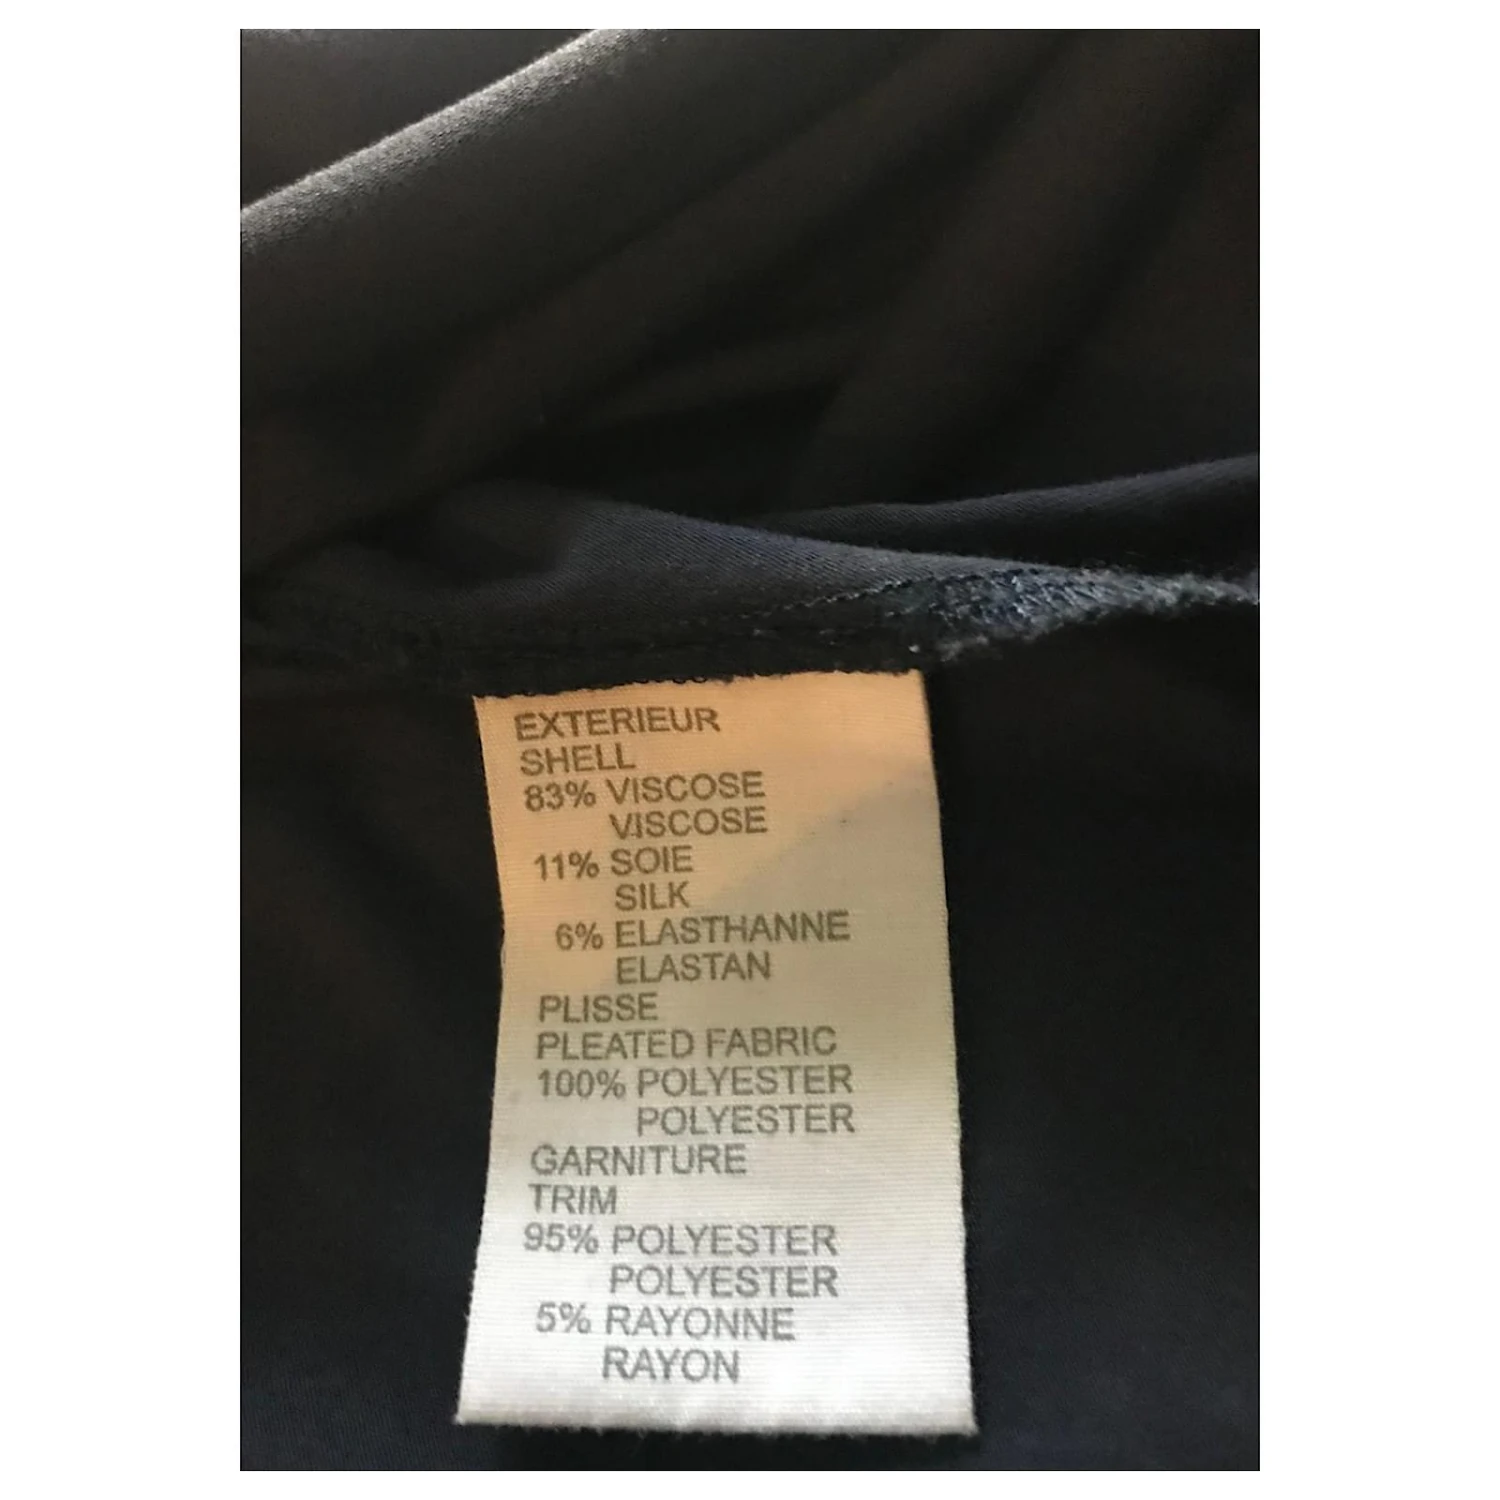 EXTERIEUR
SHELL
83% VISCOSE
VISCOSE
11% SOIE
SILK
6% ELASTHANNE
ELASTAN
PLISSE
PLEATED FABRIC
100% POLYESTER
POLYESTER
GARNITURE
TRIM
95% POLYESTER
POLYESTER
5% RAYONNE
RAYON